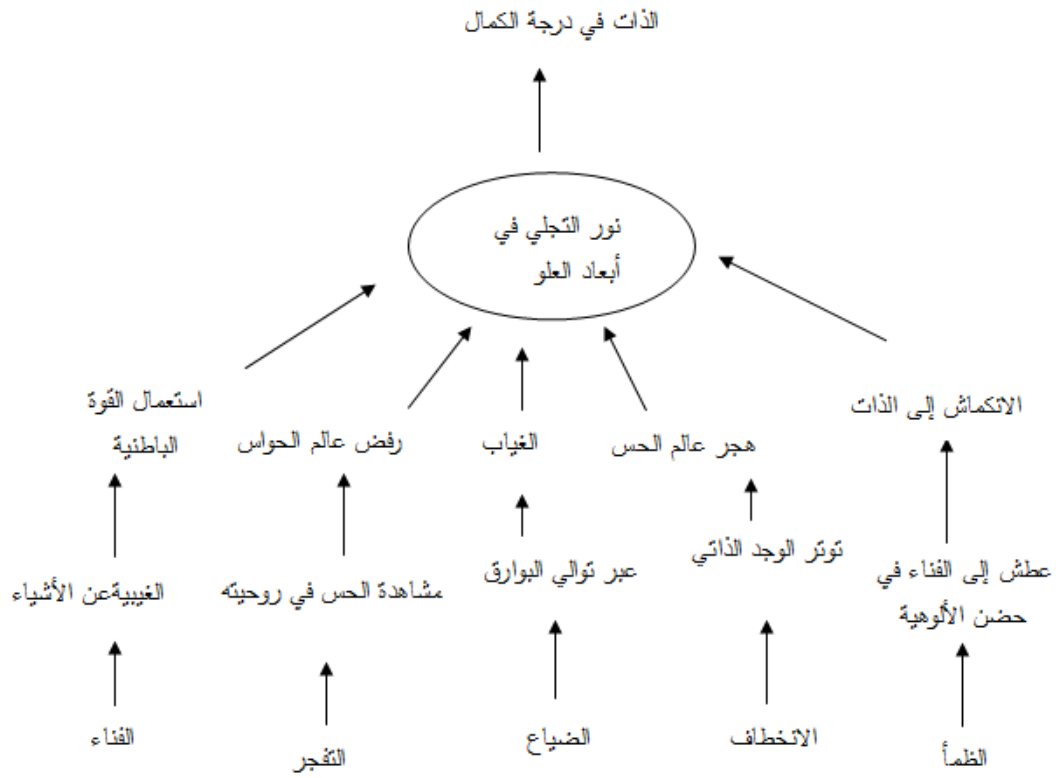 الذات في درجة الكمال
نور التجلي في
أبعاد العلو
الانكماش إلى الذات
هجر عالم الحس
الغياب
رفض عالم الحواس
استعمال القوة
الباطنية
عطش إلى الفناء في
حضن الألوهية
توتر الوجد الذاتي
عبر توالي البوارق
مشاهدة الحس في روحيته
الغيبيةعن الأشياء
الظمأ
الانخطاف
الضياع
التفجر
الفناء